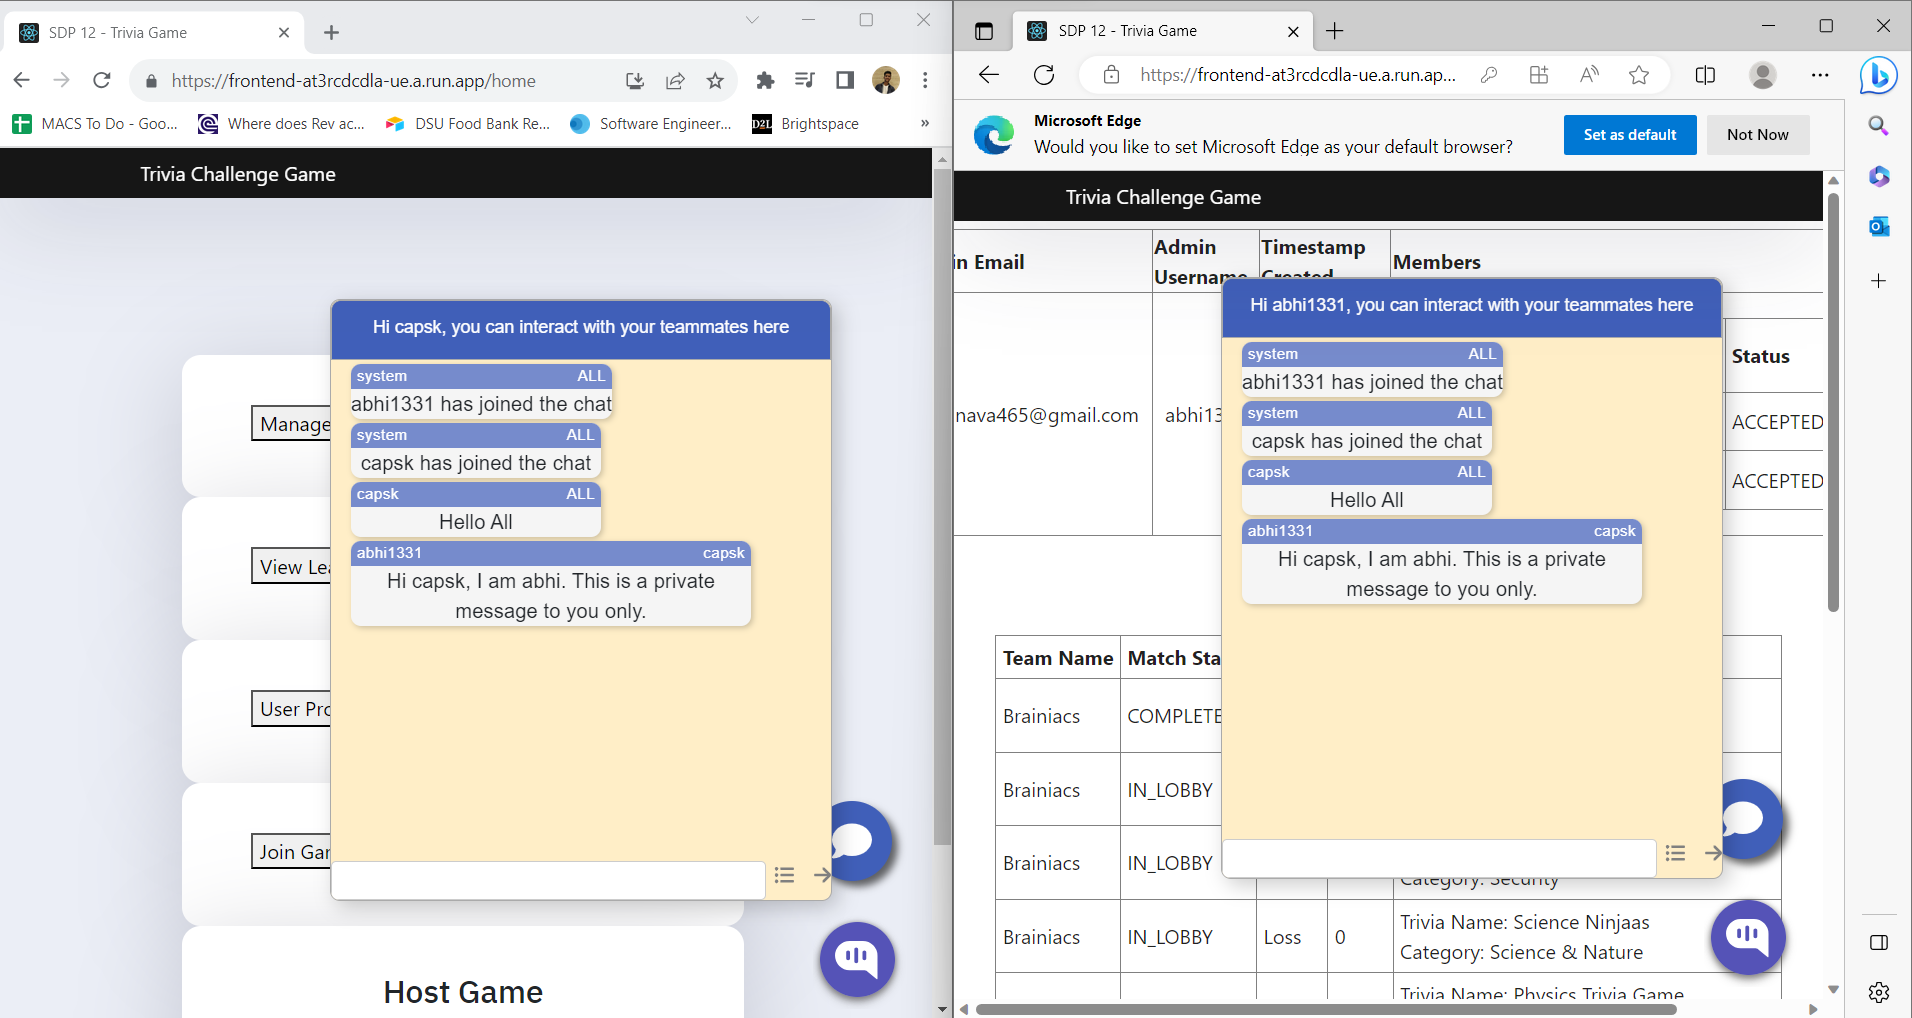 SDP 12 - Trivia Game
https://frontend-at3rcdcdla-ue.a.run.app/home
MACS To Do - Goo...
Where does Rev ac...
DSU Food Bank Re...
Software Engineer...
D2L
Brightspace
»
Trivia Challenge Game
Manage
View Lea
User Pro
Join Gar
Host Game
Hi capsk, you can interact with your teammates here
system ALL
abhi1331 has joined the chat
system ALL
capsk has joined the chat
capsk ALL
Hello All
abhi1331 capsk
Hi capsk, I am abhi. This is a private
message to you only.
SDP 12 - Trivia Game
https://frontend-at3rcdcdla-ue.a.run.ap...
Microsoft Edge
Would you like to set Microsoft Edge as your default browser?
Set as default
Not Now
Trivia Challenge Game
in Email
Admin
Username
Timestamp
Created
Members
nava465@gmail.com
abhi13
Status
ACCEPTED
ACCEPTED
Hi abhi1331, you can interact with your teammates here
system ALL
abhi1331 has joined the chat
system ALL
capsk has joined the chat
capsk ALL
Hello All
abhi1331 capsk
Hi capsk, I am abhi. This is a private
message to you only.
Team Name Match Sta
Brainiacs COMPLETE
Brainiacs IN_LOBBY
Brainiacs IN_LOBBY
Category: Security
Brainiacs IN_LOBBY Loss 0
Trivia Name: Science Ninjaas
Category: Science & Nature
Trivia Name: Physics Trivia Game